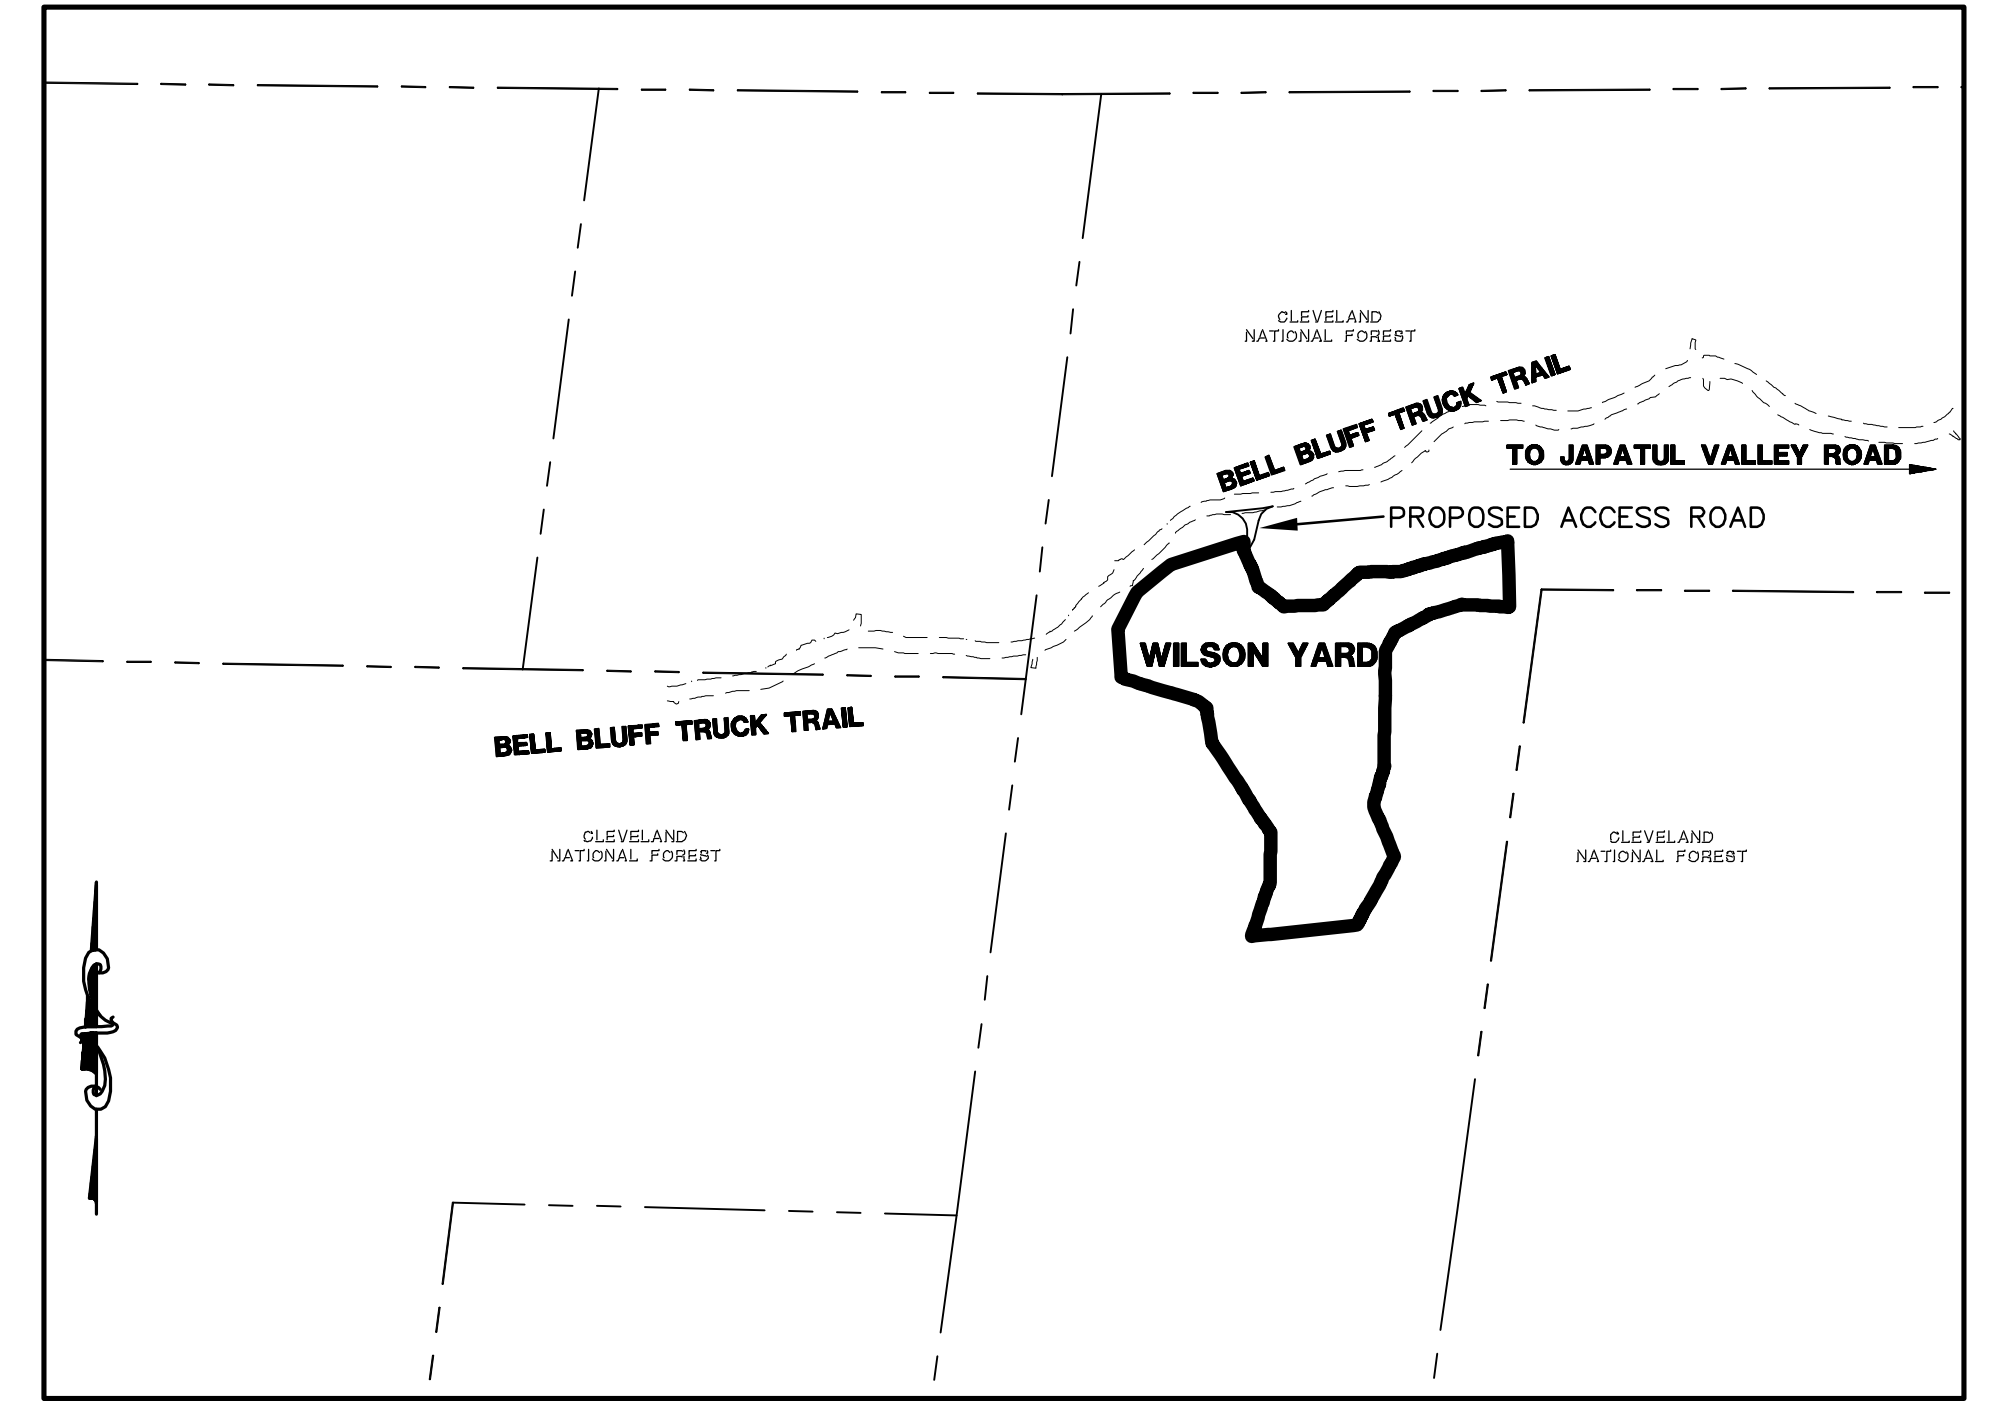 CLEVELAND
NATIONAL FOREST
BELL BLUFF TRUCK TRAIL
TO JAPATUL VALLEY ROAD
PROPOSED ACCESS ROAD
WILSON YARD
BELL BLUFF TRUCK TRAIL
CLEVELAND
NATIONAL FOREST
CLEVELAND
NATIONAL FOREST